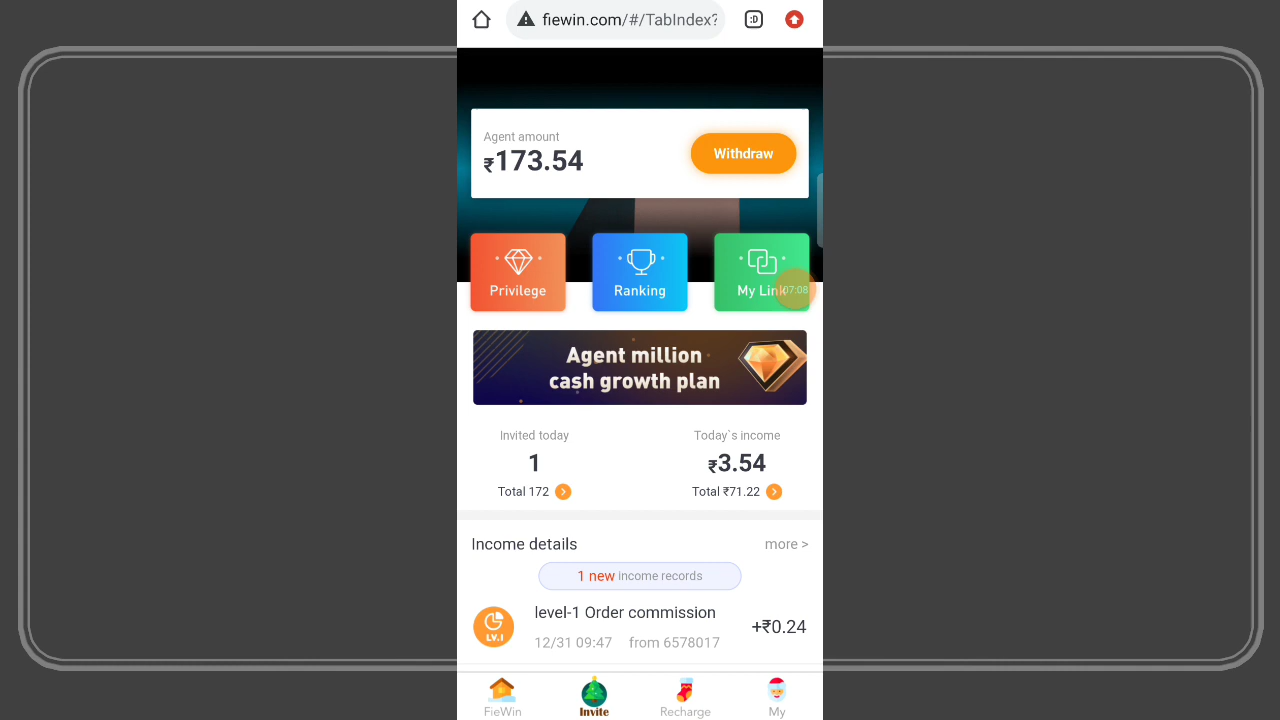 fiewin.com/#/TabIndex?
:D
Agent amount
₹173.54
Withdraw
Privilege
Ranking
My Link
07:08
Agent million
cash growth plan
Invited today
Today`s income
1
₹3.54
Total 172
Total ₹71.22
Income details
more >
1 new income records
level-1 Order commission
+₹0.24
LV.1
12/31 09:47 from 6578017
FieWin
Invite
Recharge
My